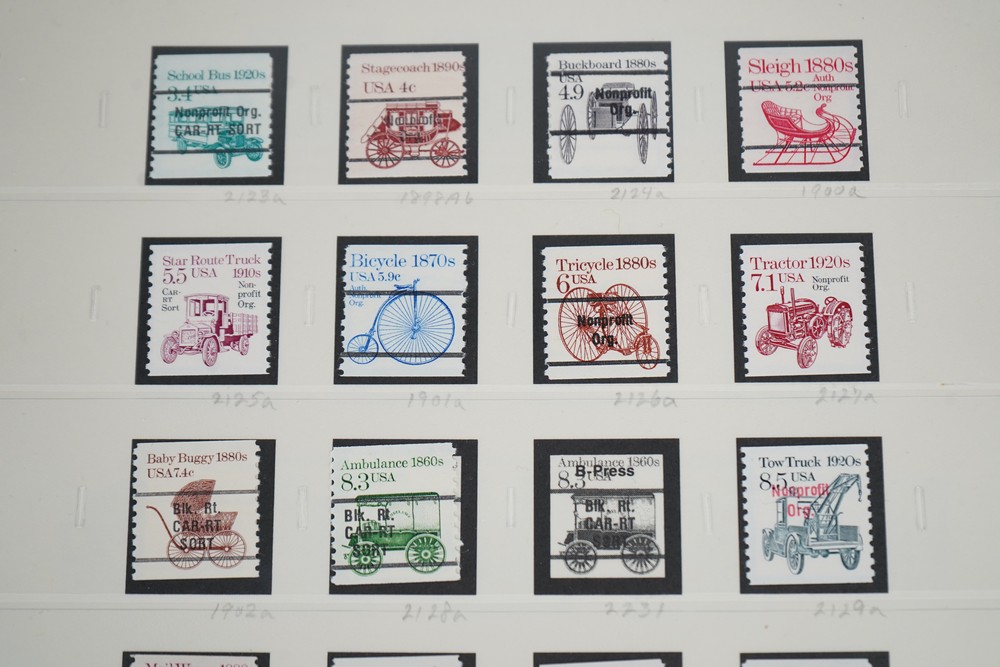 School Bus 1920s
3.4 USA
Nonprofit Org.
CAR-RT SORT
2123a
Stagecoach 1890s
USA 4c
Nonprofit
1898Ab
Buckboard 1880s
USA
4.9
Nonprofit
Org.
2124a
Sleigh 1880s
USA 5.2c
Auth
Nonprofit
Org
1900a
Star Route Truck
5.5 USA 1910s
CAR-
RT
Sort
Non-
profit
Org.
2125a
Bicycle 1870s
USA 5.9c
Auth
Nonprofit
Org.
1901a
Tricycle 1880s
6 USA
Nonprofit
Org.
2126a
Tractor 1920s
7.1 USA
Nonprofit
Org.
2127a
Baby Buggy 1880s
USA 7.4c
Blk. Rt.
CAR-RT
SORT
1902a
Ambulance 1860s
8.3 USA
Blk. Rt.
CAR-RT
SORT
2128a
Ambulance 1860s
B-Press
8.3 USA
Blk. Rt.
CAR-RT
SORT
2231
Tow Truck 1920s
8.5 USA
Nonprofit
Org.
2129a